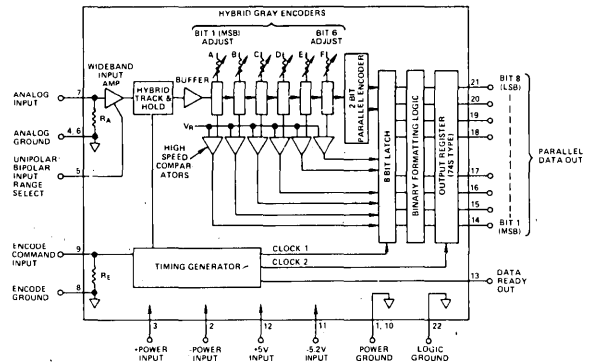 HYBRID GRAY ENCODERS
BIT 1 (MSB)
ADJUST
BIT 6
ADJUST
A
B
C
D
E
F
WIDEBAND
INPUT
AMP
HYBRID
TRACK &
HOLD
BUFFER
2 BIT
PARALLEL ENCODER
ANALOG
INPUT
7
RA
ANALOG
GROUND
4, 6
UNIPOLAR-
BIPOLAR
INPUT
RANGE
SELECT
5
VR
HIGH
SPEED
COMPAR-
ATORS
8 BIT LATCH
BINARY FORMATTING LOGIC
OUTPUT REGISTER
(74S TYPE)
21
BIT 8
(LSB)
20
19
18
17
16
15
14
BIT 1
(MSB)
PARALLEL
DATA OUT
ENCODE
COMMAND
INPUT
9
RE
ENCODE
GROUND
8
TIMING GENERATOR
CLOCK 1
CLOCK 2
13
DATA
READY
OUT
3
2
12
11
1, 10
22
+POWER
INPUT
-POWER
INPUT
+5V
INPUT
-5.2V
INPUT
POWER
GROUND
LOGIC
GROUND